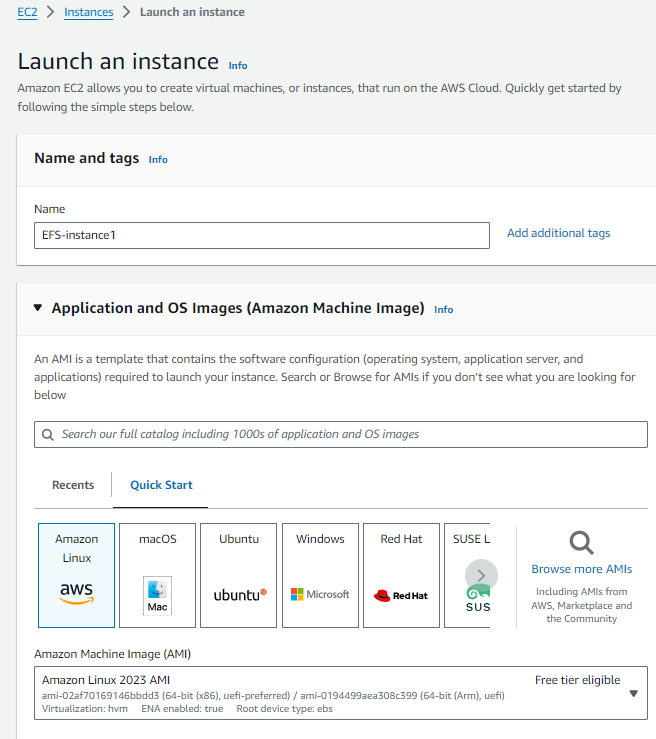 EC2 > Instances > Launch an instance
Launch an instance Info
Amazon EC2 allows you to create virtual machines, or instances, that run on the AWS Cloud. Quickly get started by
following the simple steps below.
Name and tags Info
Name
EFS-instance1
Add additional tags
Application and OS Images (Amazon Machine Image) Info
An AMI is a template that contains the software configuration (operating system, application server, and
applications) required to launch your instance. Search or Browse for AMIs if you don't see what you are looking for
below
Search our full catalog including 1000s of application and OS images
Recents
Quick Start
Amazon
Linux
aws
macOS
Mac
Ubuntu
ubuntu
Windows
Microsoft
Red Hat
Red Hat
SUSE L
SUS
Browse more AMIs
Including AMIs from
AWS, Marketplace and
the Community
Amazon Machine Image (AMI)
Amazon Linux 2023 AMI
Free tier eligible
ami-02af70169146bbdd3 (64-bit (x86), uefi-preferred) / ami-0194499aea308c399 (64-bit (Arm), uefi)
Virtualization: hvm ENA enabled: true Root device type: ebs